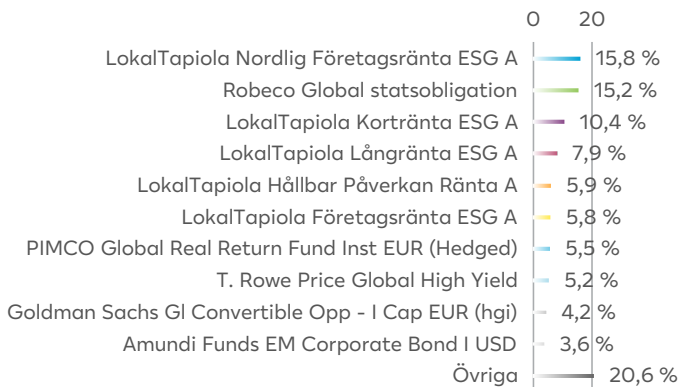 0 20
LokalTapiola Nordlig Företagsränta ESG A 15,8 %
Robeco Global statsobligation 15,2 %
LokalTapiola Kortränta ESG A 10,4 %
LokalTapiola Långränta ESG A 7,9 %
LokalTapiola Hållbar Påverkan Ränta A 5,9 %
LokalTapiola Företagsränta ESG A 5,8 %
PIMCO Global Real Return Fund Inst EUR (Hedged) 5,5 %
T. Rowe Price Global High Yield 5,2 %
Goldman Sachs Gl Convertible Opp - I Cap EUR (hgi) 4,2 %
Amundi Funds EM Corporate Bond I USD 3,6 %
Övriga 20,6 %